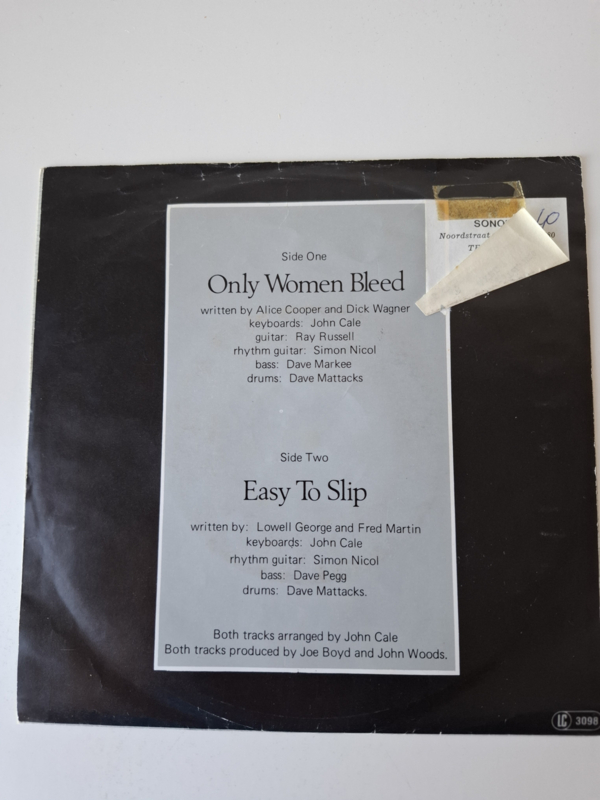 Side One
Only Women Bleed
written by Alice Cooper and Dick Wagner
keyboards: John Cale
guitar: Ray Russell
rhythm guitar: Simon Nicol
bass: Dave Markee
drums: Dave Mattacks
Side Two
Easy To Slip
written by: Lowell George and Fred Martin
keyboards: John Cale
rhythm guitar: Simon Nicol
bass: Dave Pegg
drums: Dave Mattacks.
Both tracks arranged by John Cale
Both tracks produced by Joe Boyd and John Woods.
Noordstraat
LC 3098